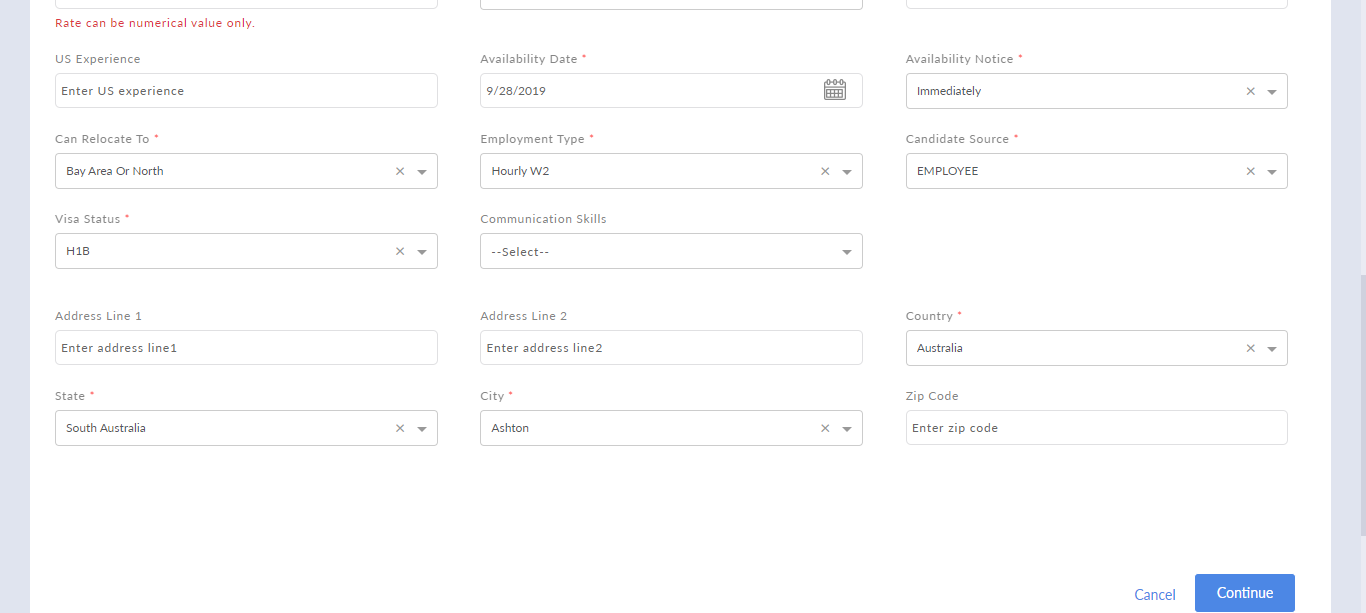 Rate can be numerical value only.
US Experience
Availability Date *
Availability Notice *
Enter US experience
9/28/2019
Immediately
Can Relocate To *
Employment Type *
Candidate Source *
Bay Area Or North
Hourly W2
EMPLOYEE
Visa Status *
Communication Skills
H1B
--Select--
Address Line 1
Address Line 2
Country *
Enter address line1
Enter address line2
Australia
State *
City *
Zip Code
South Australia
Ashton
Enter zip code
Cancel
Continue